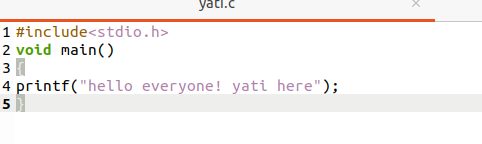 yati.c ×
1 #include<stdio.h>
2 void main()
3 {
4 printf("hello everyone! yati here");
5 }